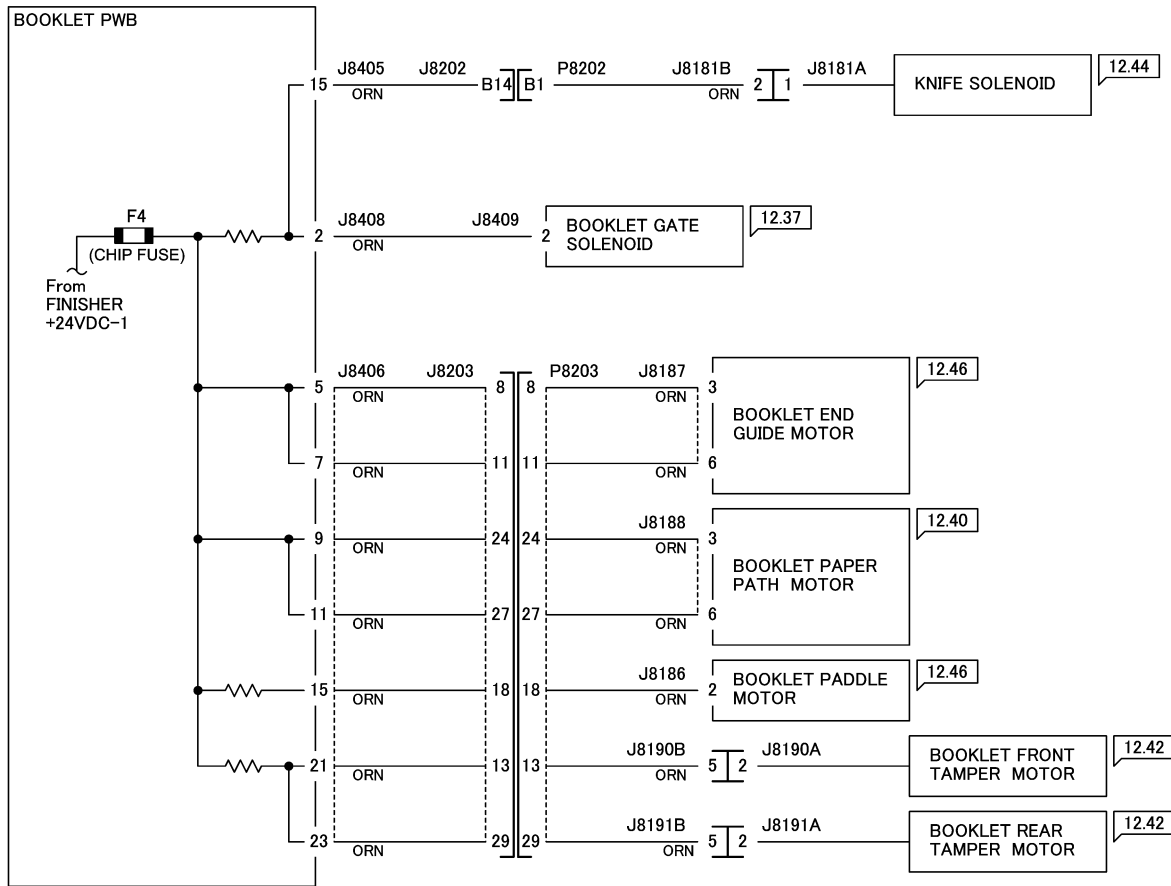 BOOKLET PWB
15 J8405 J8202 B14 B1 P8202 J8181B 2 1 J8181A KNIFE SOLENOID 12.44
ORN ORN
F4
(CHIP FUSE)
From
FINISHER
+24VDC-1
2 J8408 J8409 2 BOOKLET GATE 12.37
ORN SOLENOID
J8406 J8203 P8203 J8187 12.46
5 ORN 8 8 ORN 3
BOOKLET END
GUIDE MOTOR
7 ORN 11 11 ORN 6
J8188 12.40
9 ORN 24 24 ORN 3
BOOKLET PAPER
PATH MOTOR
11 ORN 27 27 ORN 6
J8186 12.46
15 ORN 18 18 ORN 2 BOOKLET PADDLE
MOTOR
J8190B J8190A 12.42
21 ORN 13 13 ORN 5 2 BOOKLET FRONT
TAMPER MOTOR
J8191B J8191A 12.42
23 ORN 29 29 ORN 5 2 BOOKLET REAR
TAMPER MOTOR